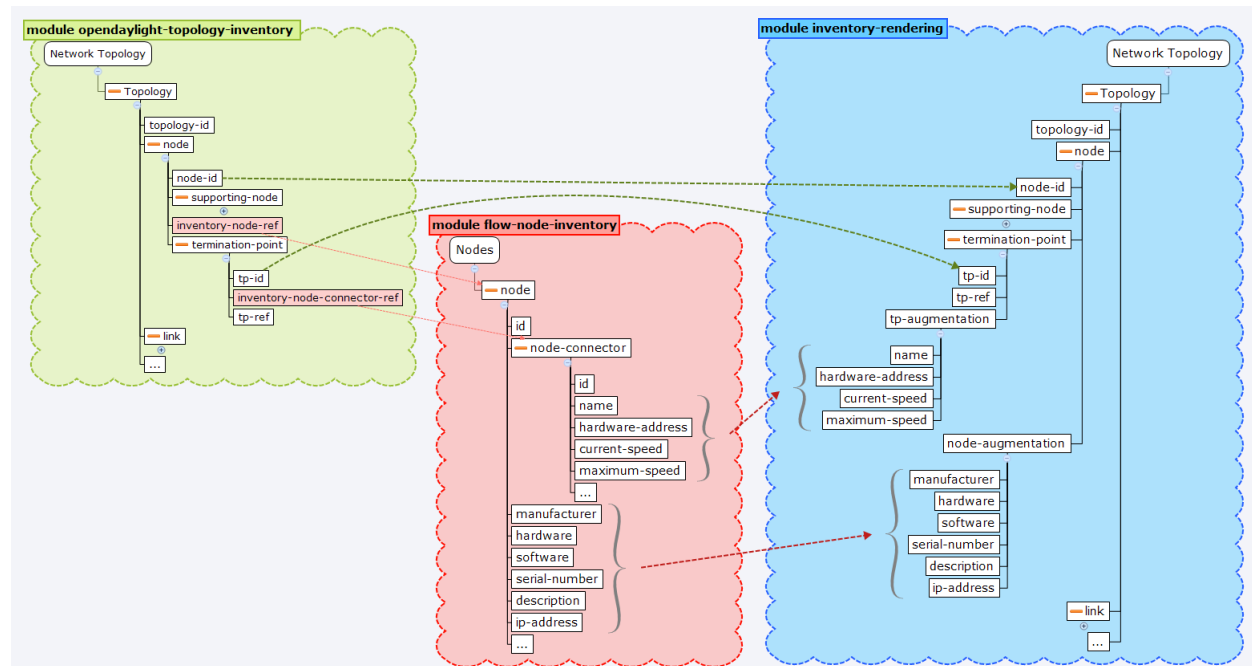 module opendaylight-topology-inventory
Network Topology
Topology
topology-id
node
node-id
supporting-node
inventory-node-ref
termination-point
tp-id
inventory-node-connector-ref
tp-ref
link
...
module flow-node-inventory
Nodes
node
id
node-connector
id
name
hardware-address
current-speed
maximum-speed
...
manufacturer
hardware
software
serial-number
description
ip-address
...
module inventory-rendering
Network Topology
Topology
topology-id
node
node-id
supporting-node
termination-point
tp-id
tp-ref
tp-augmentation
name
hardware-address
current-speed
maximum-speed
node-augmentation
manufacturer
hardware
software
serial-number
description
ip-address
link
...